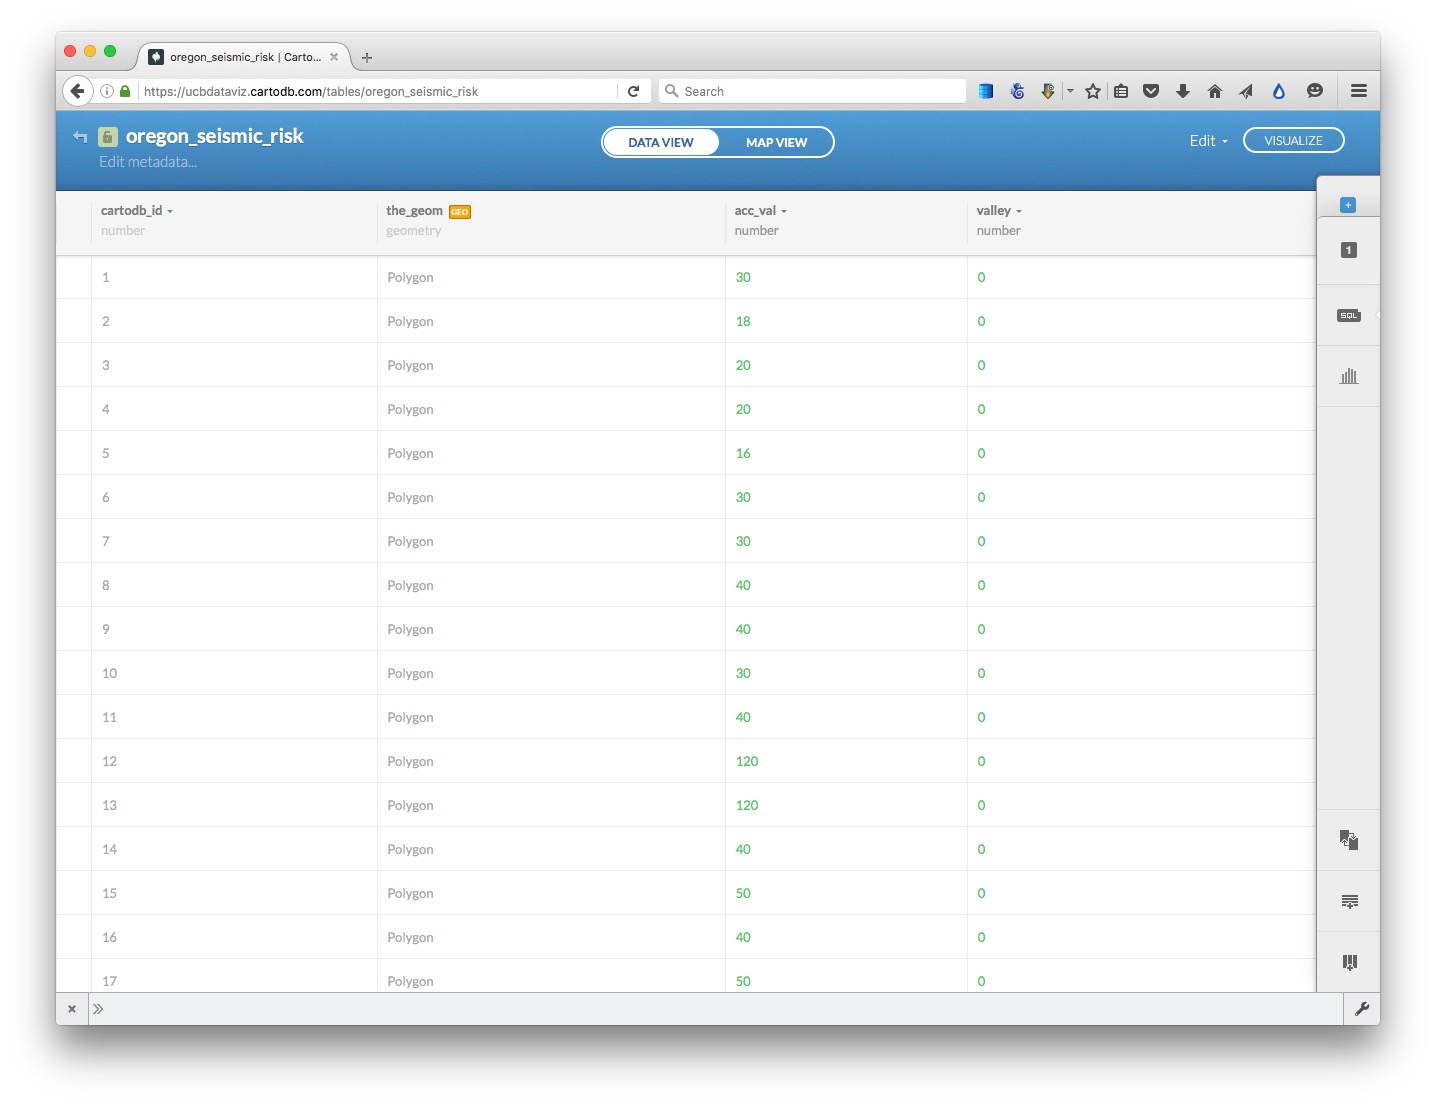 oregon_seismic_risk | Carto...
https://ucbdataviz.cartodb.com/tables/oregon_seismic_risk
Search
oregon_seismic_risk
Edit metadata...
DATA VIEW
MAP VIEW
Edit
VISUALIZE
cartodb_id the_geom GEO acc_val valley
number geometry number number
1 Polygon 30 0
2 Polygon 18 0
3 Polygon 20 0
4 Polygon 20 0
5 Polygon 16 0
6 Polygon 30 0
7 Polygon 30 0
8 Polygon 40 0
9 Polygon 40 0
10 Polygon 30 0
11 Polygon 40 0
12 Polygon 120 0
13 Polygon 120 0
14 Polygon 40 0
15 Polygon 50 0
16 Polygon 40 0
17 Polygon 50 0
1
SQL